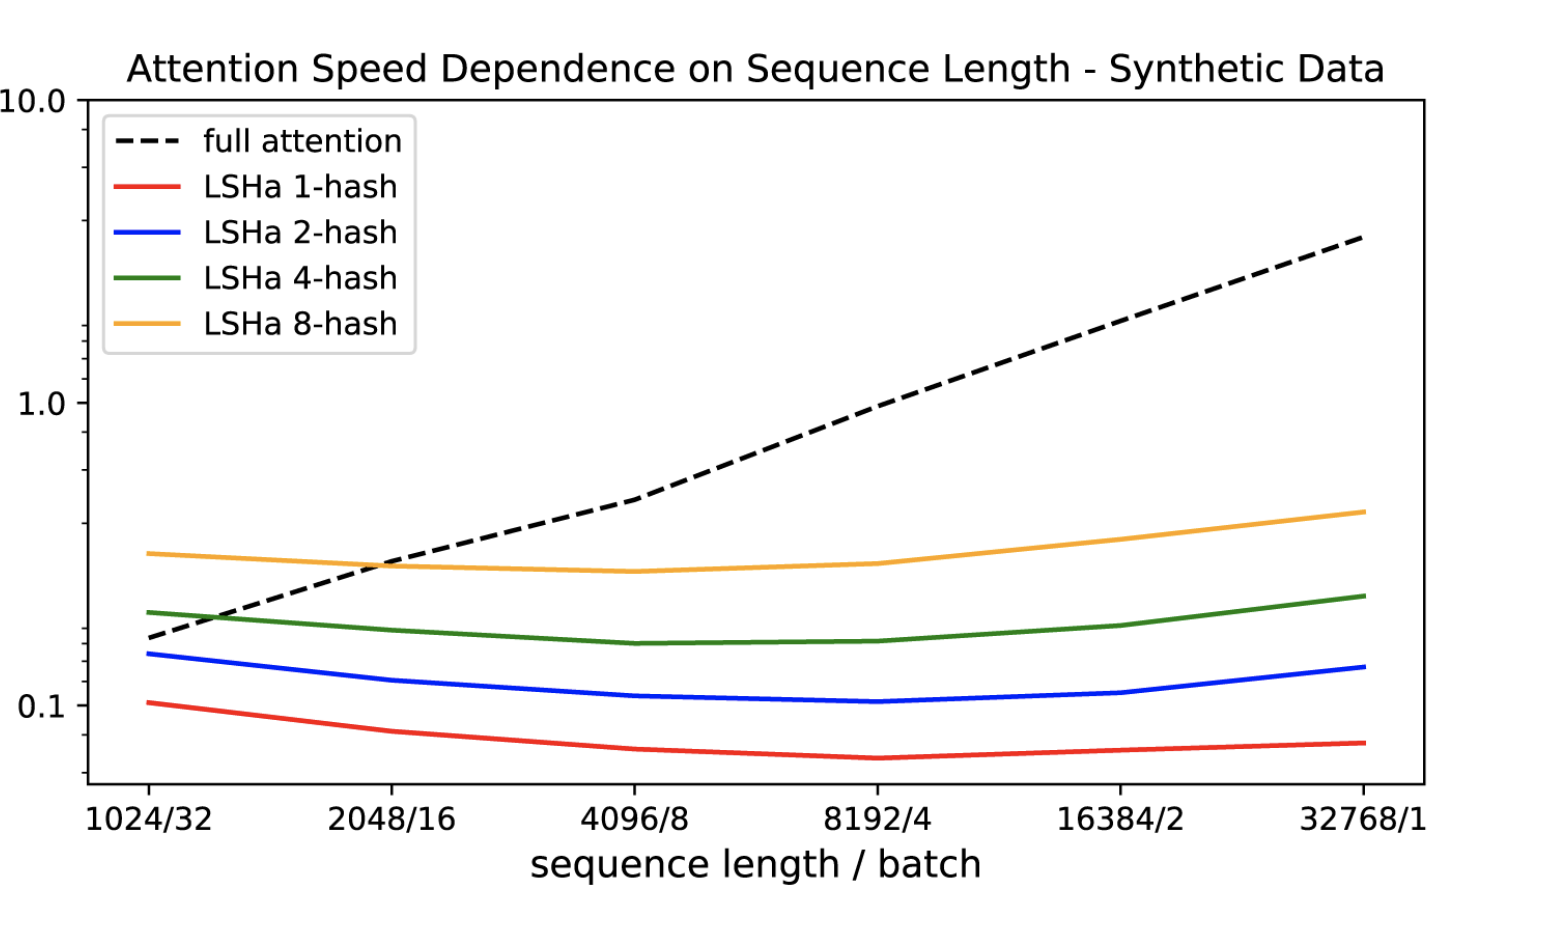 Attention Speed Dependence on Sequence Length - Synthetic Data
10.0
full attention
LSHa 1-hash
LSHa 2-hash
LSHa 4-hash
LSHa 8-hash
1.0
0.1
1024/32 2048/16 4096/8 8192/4 16384/2 32768/1
sequence length / batch